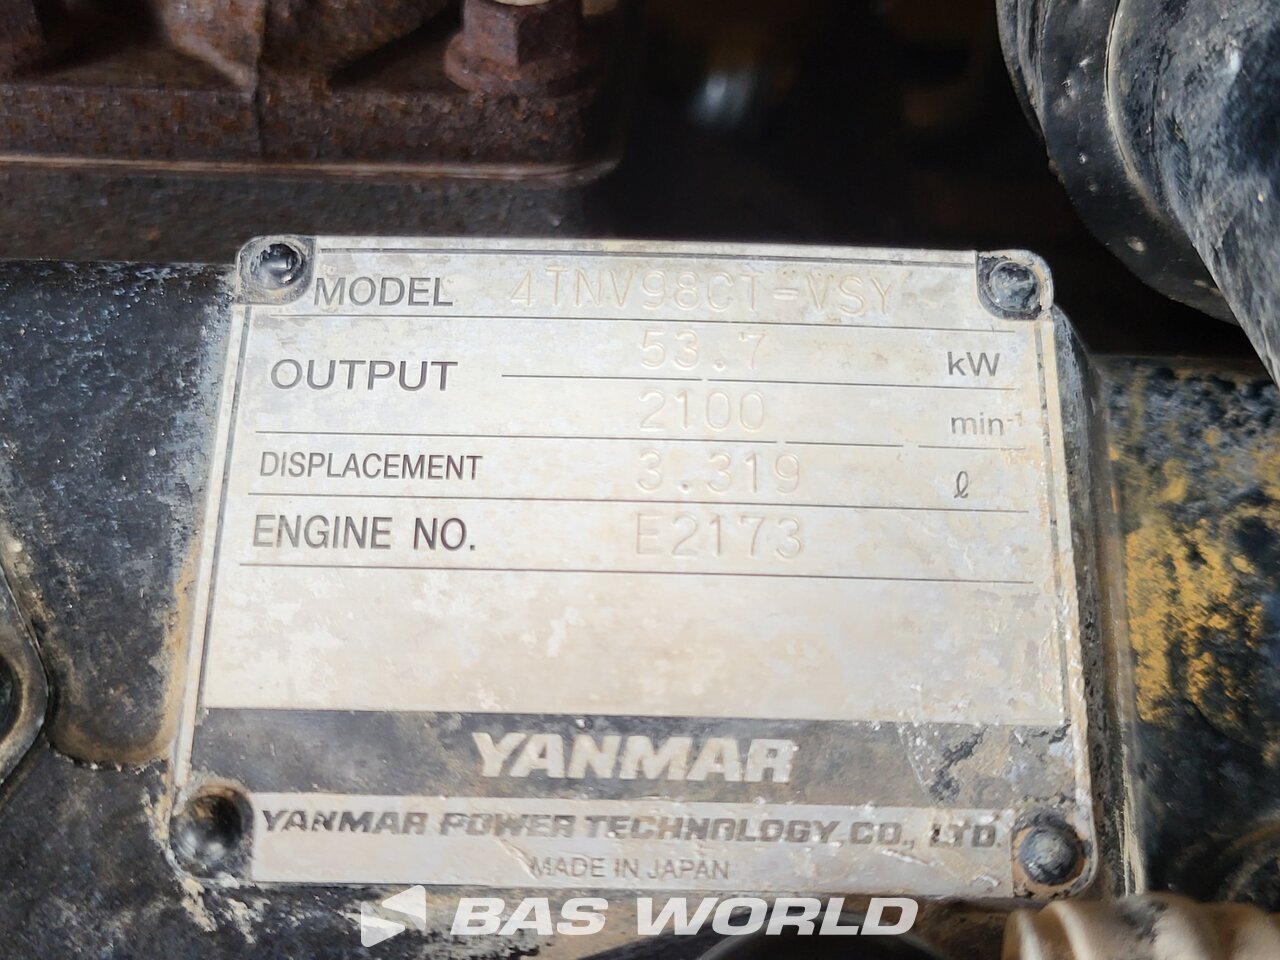 MODEL 4TNV98CT-VSY
OUTPUT 53.7 kW
2100 min⁻¹
DISPLACEMENT 3.319 ℓ
ENGINE NO. E2173
YANMAR
YANMAR POWER TECHNOLOGY CO., LTD.
MADE IN JAPAN
BAS WORLD